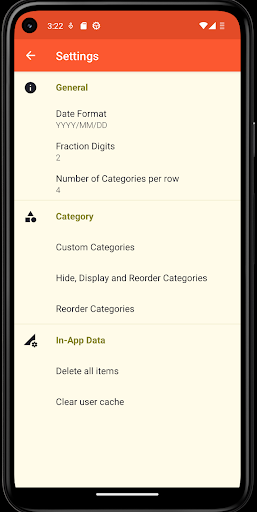 3:22
Settings
General
Date Format
YYYY/MM/DD
Fraction Digits
2
Number of Categories per row
4
Category
Custom Categories
Hide, Display and Reorder Categories
Reorder Categories
In-App Data
Delete all items
Clear user cache